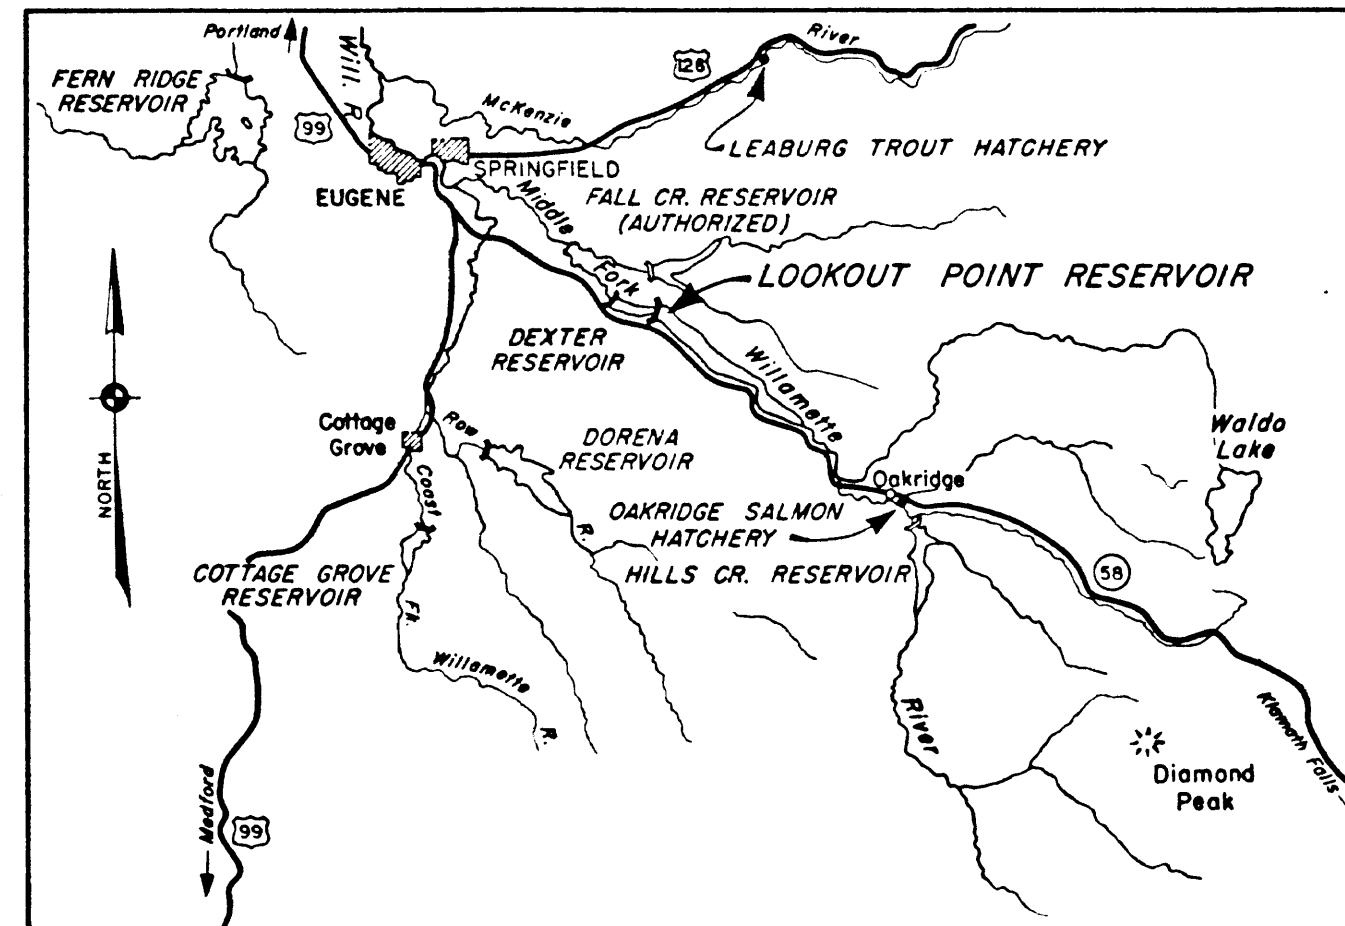 Portland
River
FERN RIDGE
RESERVOIR
Will. R.
126
McKenzie
99
LEABURG TROUT HATCHERY
SPRINGFIELD
EUGENE
Middle
Fork
Willamette
River
FALL CR. RESERVOIR
(AUTHORIZED)
LOOKOUT POINT RESERVOIR
DEXTER
RESERVOIR
Cottage
Grove
Row
R.
DORENA
RESERVOIR
Waldo
Lake
NORTH
Coast
Fk.
Willamette
R.
Oakridge
OAKRIDGE SALMON
HATCHERY
HILLS CR. RESERVOIR
58
COTTAGE GROVE
RESERVOIR
Klamath Falls
Diamond
Peak
Medford
99